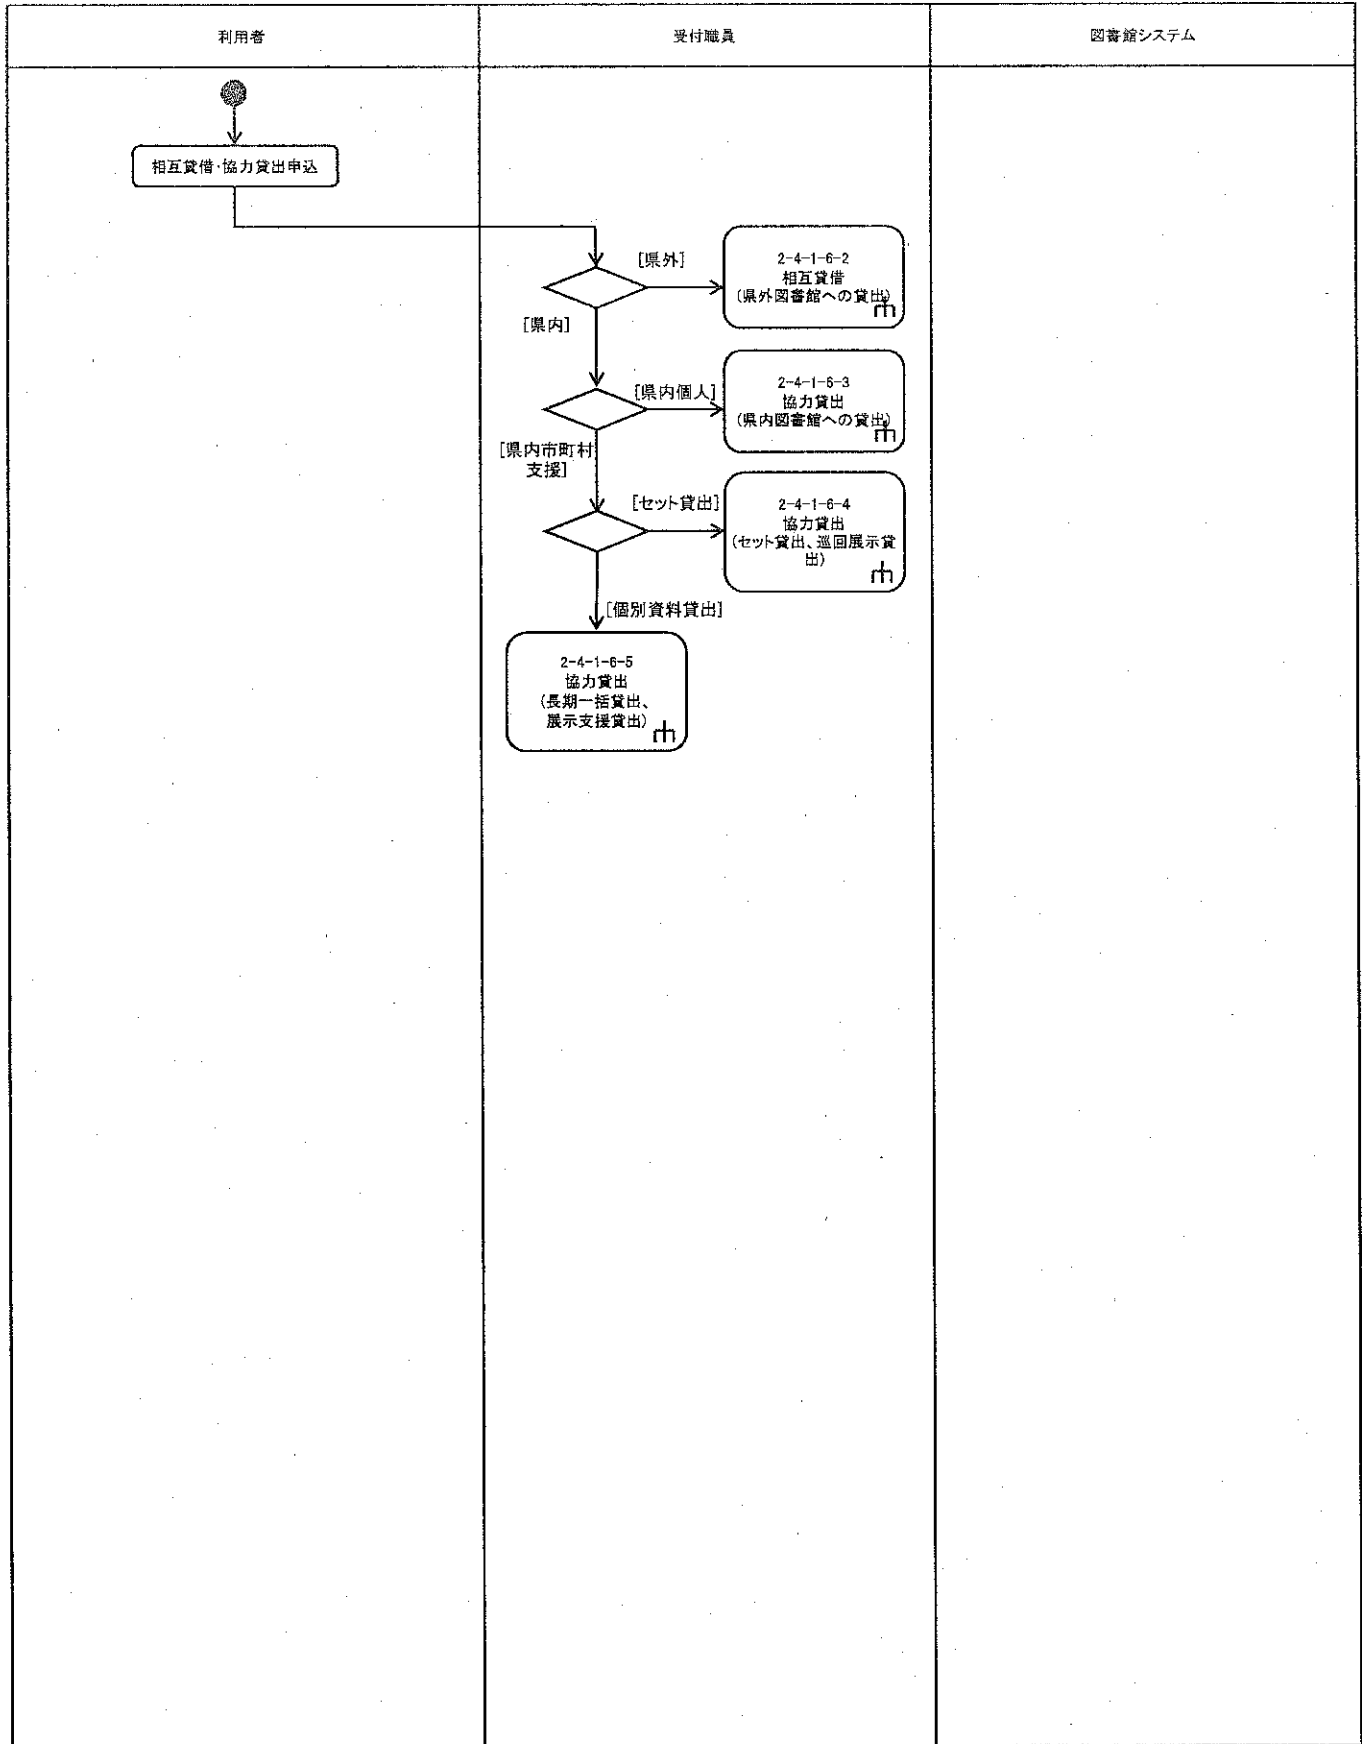 利用者
受付職員
図書館システム
相互貸借・協力貸出申込
[県外]
2-4-1-6-2
相互貸借
(県外図書館への貸出)
[県内]
[県内個人]
2-4-1-6-3
協力貸出
(県内図書館への貸出)
[県内市町村
支援]
[セット貸出]
2-4-1-6-4
協力貸出
(セット貸出、巡回展示貸
出)
[個別資料貸出]
2-4-1-6-5
協力貸出
(長期一括貸出、
展示支援貸出)